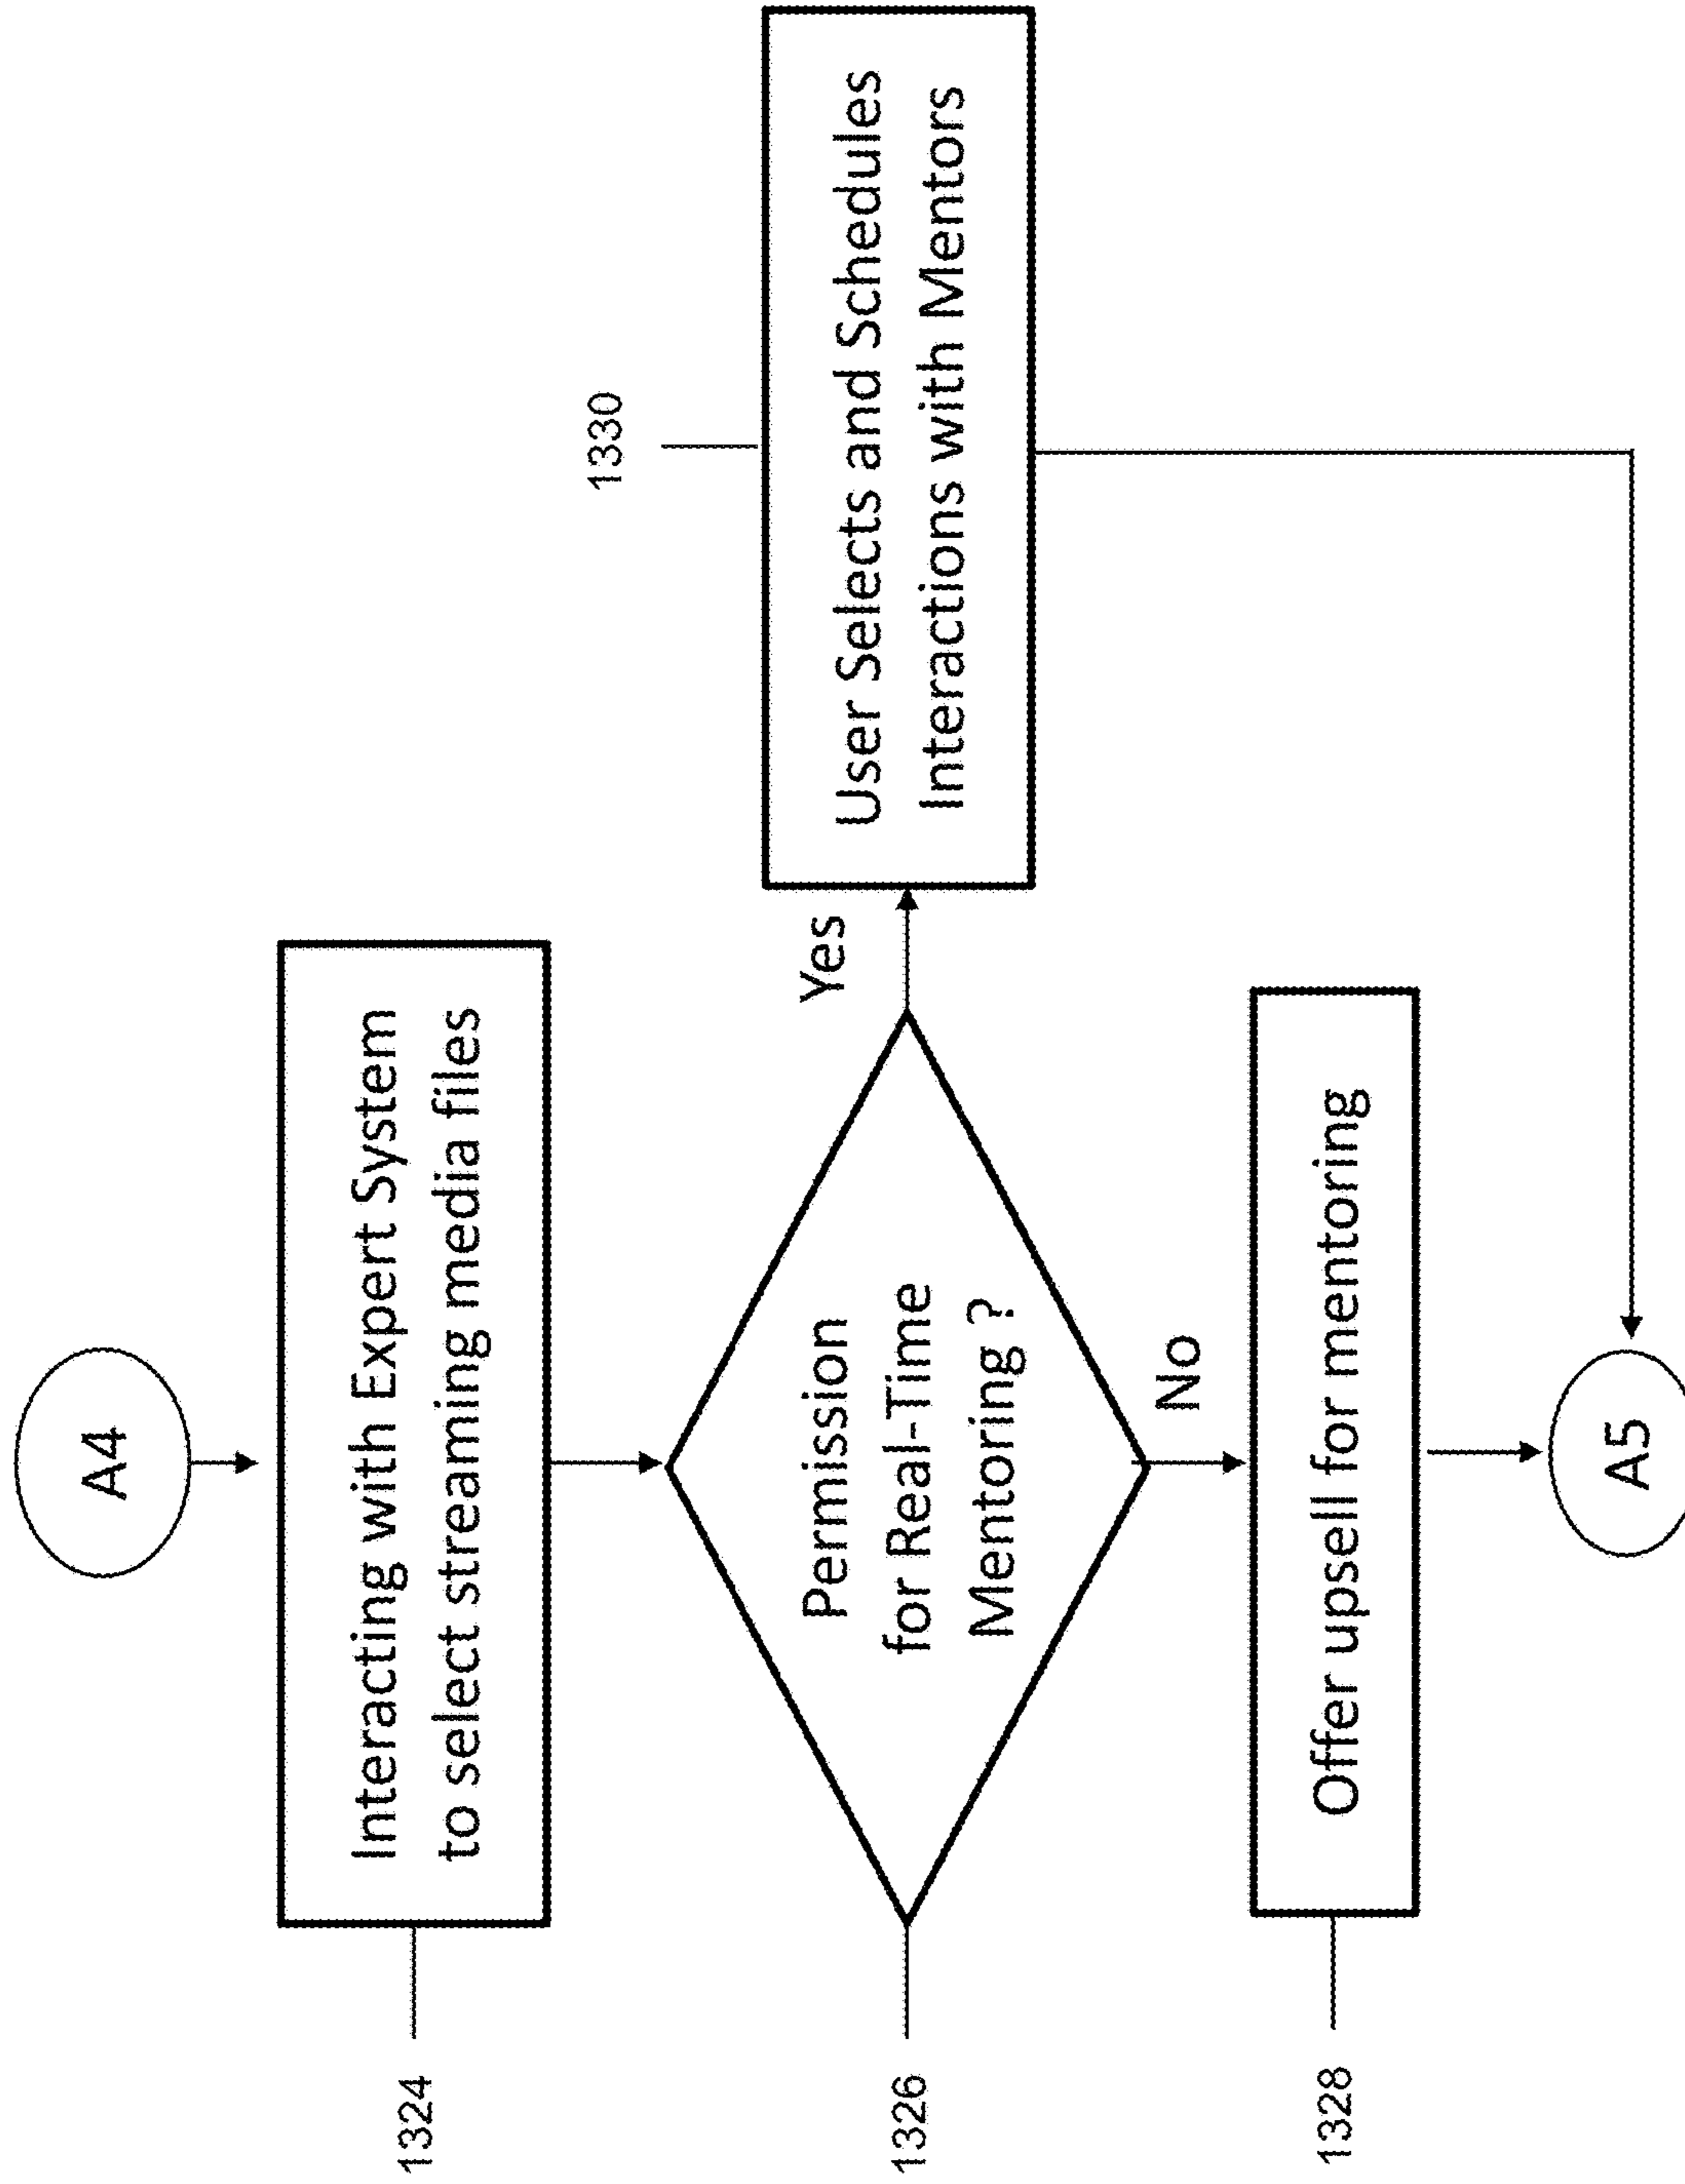 A4
1324
Interacting with Expert System
to select streaming media files
1326
Permission
for Real-Time
Mentoring ?
Yes
1330
User Selects and Schedules
Interactions with Mentors
No
1328
Offer upsell for mentoring
A5